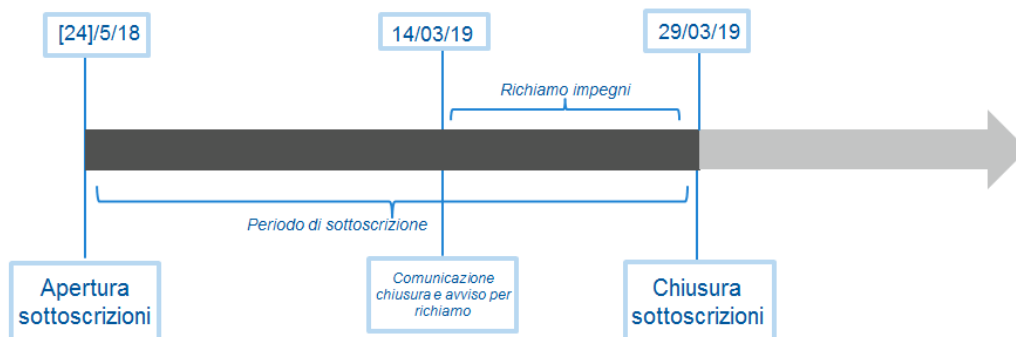 [24]/5/18
14/03/19
29/03/19
Richiamo impegni
Periodo di sottoscrizione
Apertura
sottoscrizioni
Comunicazione
chiusura e avviso per
richiamo
Chiusura
sottoscrizioni